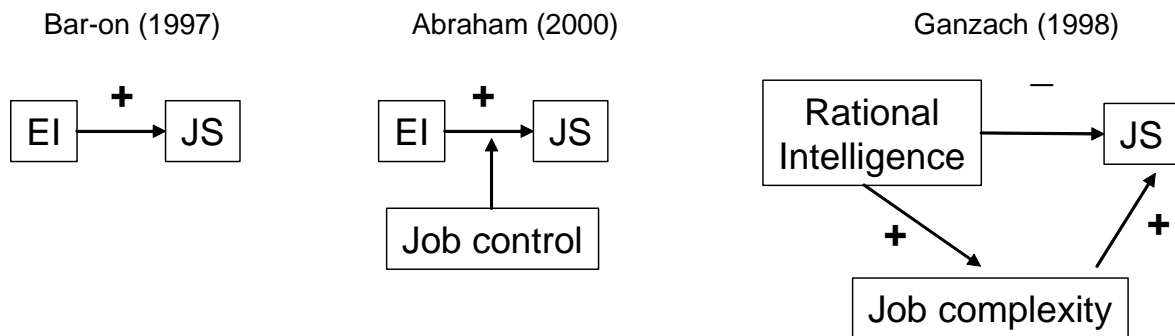 Bar-on (1997)
EI
+
JS
Abraham (2000)
EI
+
JS
Job control
Ganzach (1998)
Rational
Intelligence
–
JS
+
+
Job complexity